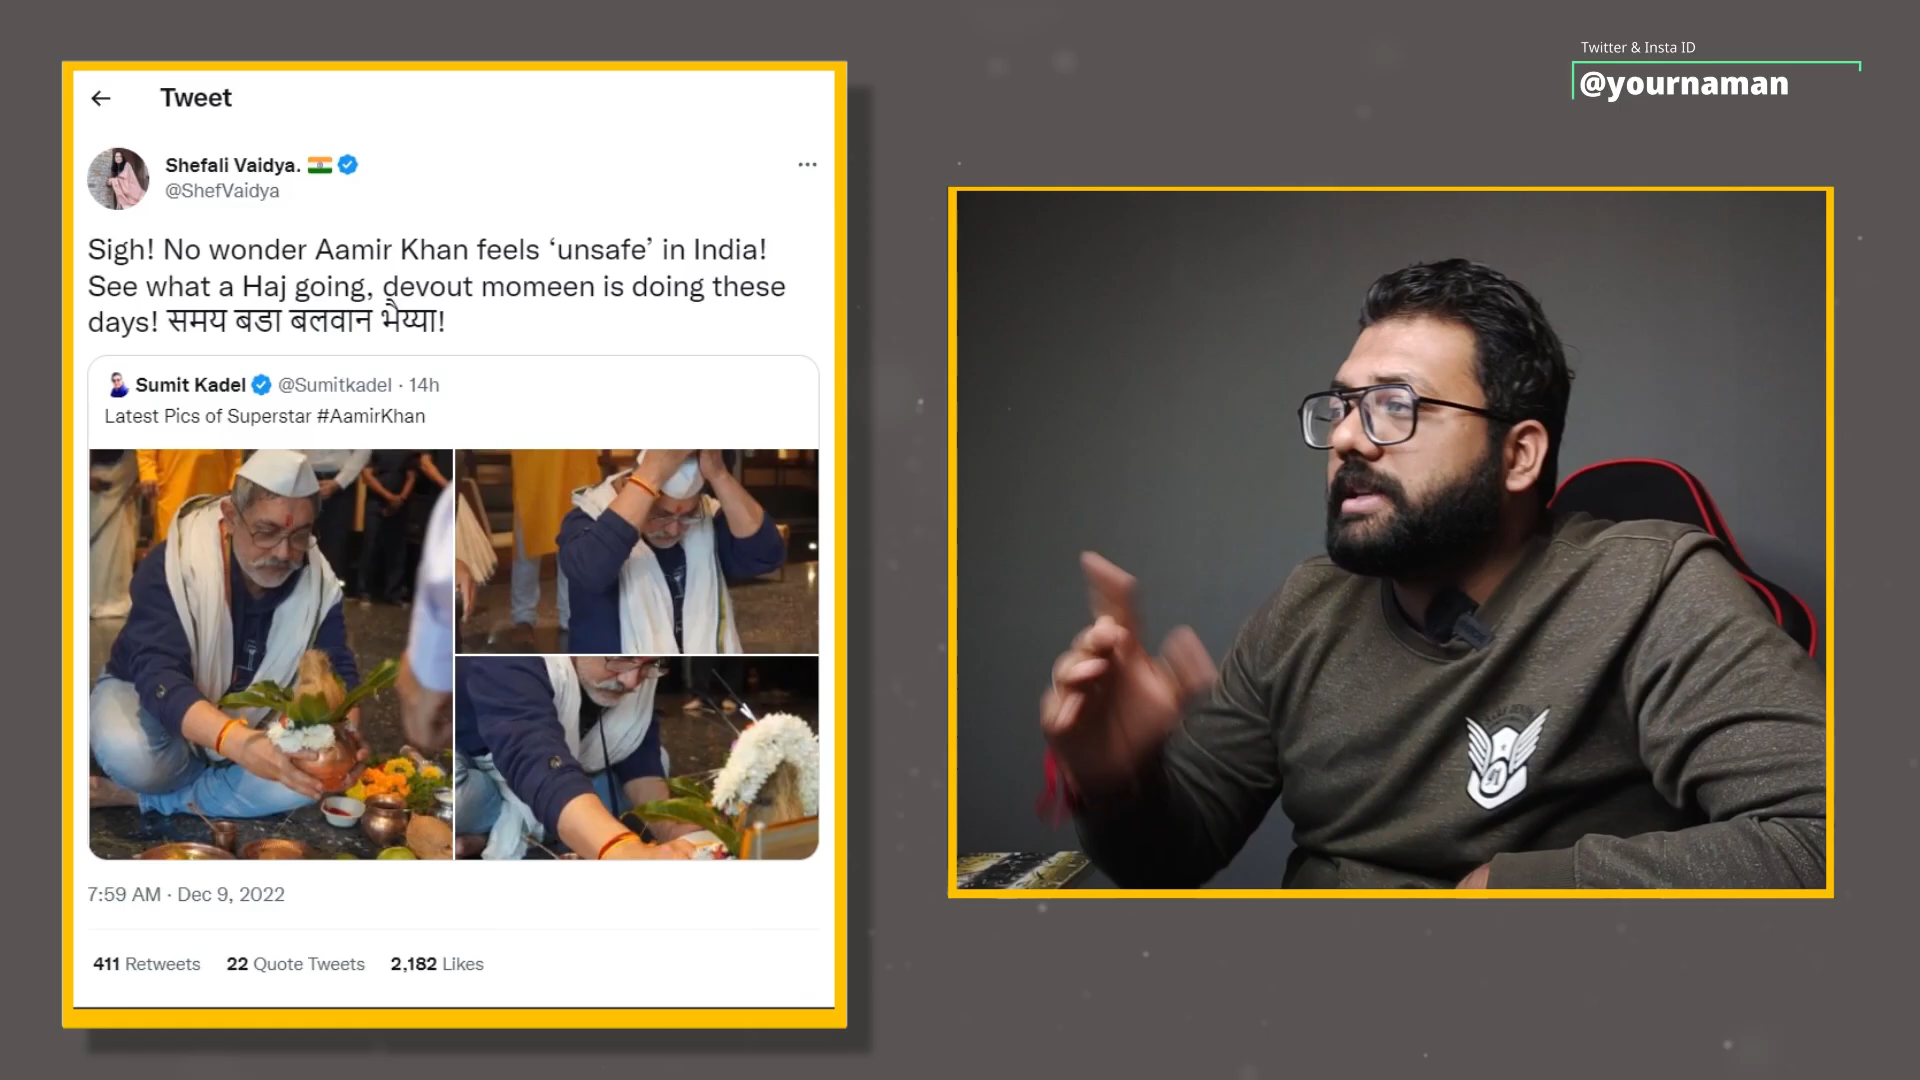 Twitter & Insta ID
@yournaman
Tweet
Shefali Vaidya.
@ShefVaidya
Sigh! No wonder Aamir Khan feels ‘unsafe’ in India!
See what a Haj going, devout momeen is doing these
days! समय बडा बलवान भैय्या!
Sumit Kadel @Sumitkadel · 14h
Latest Pics of Superstar #AamirKhan
7:59 AM · Dec 9, 2022
411 Retweets 22 Quote Tweets 2,182 Likes